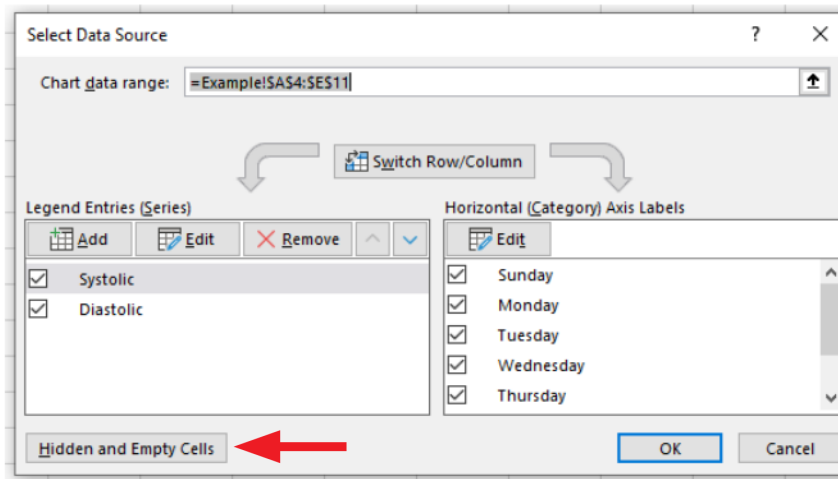 Select Data Source ?
Chart data range: =Example!$A$4:$E$11
Switch Row/Column
Legend Entries (Series)
Add Edit Remove
Systolic
Diastolic
Horizontal (Category) Axis Labels
Edit
Sunday
Monday
Tuesday
Wednesday
Thursday
Hidden and Empty Cells
OK Cancel